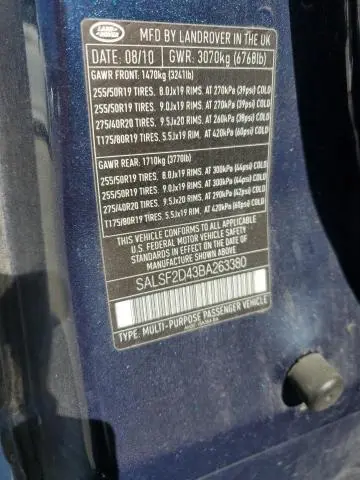 LAND ROVER
MFD BY LANDROVER IN THE UK
DATE: 08/10 GWR: 3070kg (6768lb)
GAWR FRONT: 1470kg (3241lb)
255/50R19 TIRES, 8.0Jx19 RIMS. AT 270kPa (39psi) COLD
255/50R19 TIRES, 9.0Jx19 RIMS. AT 270kPa (39psi) COLD
275/40R20 TIRES, 9.5Jx20 RIMS. AT 260kPa (38psi) COLD
T175/80R19 TIRES, 5.5Jx19 RIM. AT 420kPa (60psi) COLD
GAWR REAR: 1710kg (3770lb)
255/50R19 TIRES, 8.0Jx19 RIMS. AT 300kPa (44psi) COLD
255/50R19 TIRES, 9.0Jx19 RIMS. AT 300kPa (44psi) COLD
275/40R20 TIRES, 9.5Jx20 RIMS. AT 290kPa (42psi) COLD
T175/80R19 TIRES, 5.5Jx19 RIM. AT 420kPa (60psi) COLD
THIS VEHICLE CONFORMS TO ALL APPLICABLE
U.S. FEDERAL MOTOR VEHICLE SAFETY
AND THEFT PREVENTION STANDARDS IN EFFECT ON
THE DATE OF MANUFACTURE SHOWN ABOVE
SALSF2D43BA263380
TYPE: MULTI-PURPOSE PASSENGER VEHICLE